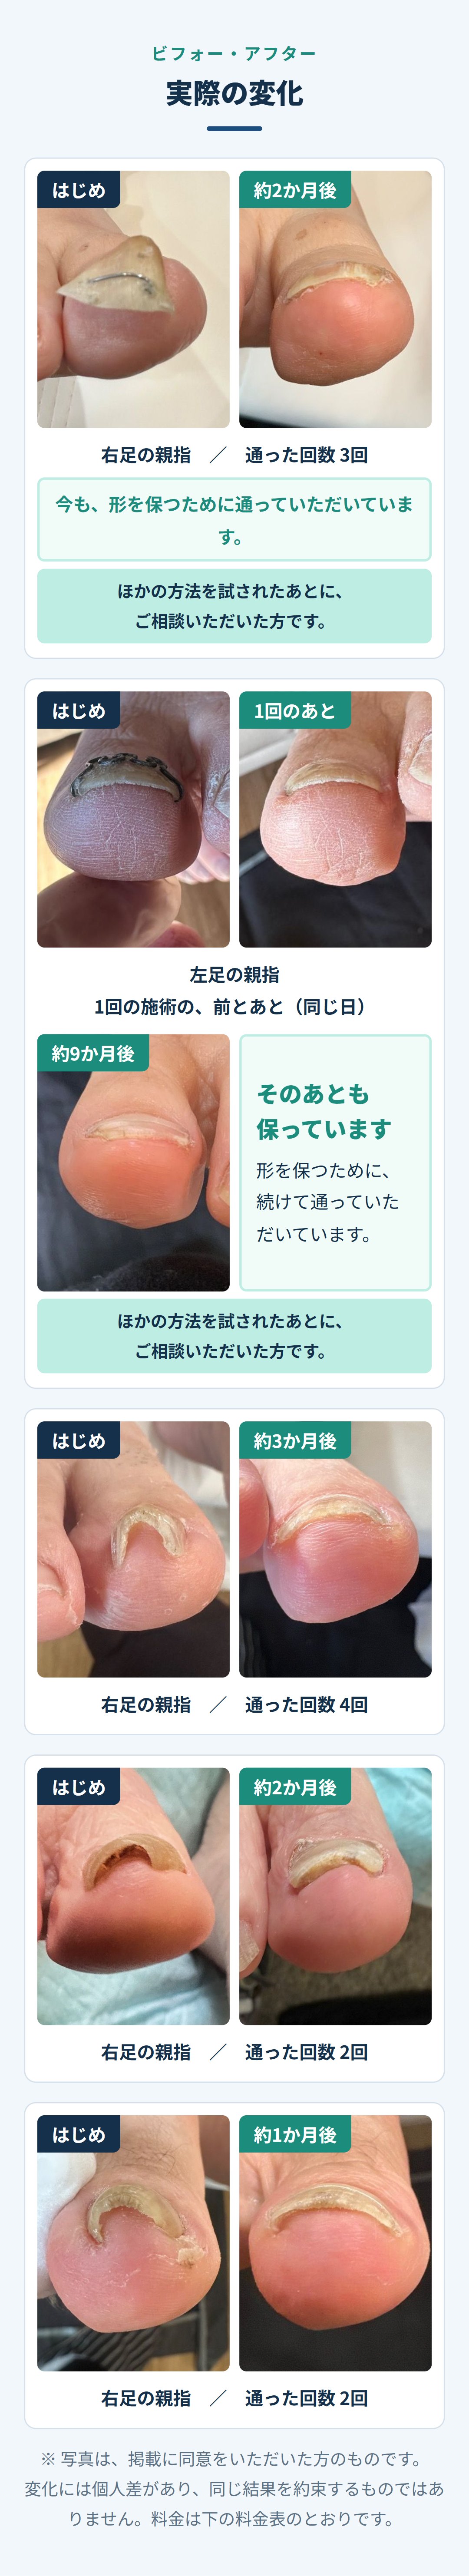 ビフォー・アフター
実際の変化
はじめ
約2か月後
右足の親指 ／ 通った回数 3回
今も、形を保つために通っていただいていま
す。
ほかの方法を試されたあとに、
ご相談いただいた方です。
はじめ
1回のあと
左足の親指
1回の施術の、前とあと（同じ日）
約9か月後
そのあとも
保っています
形を保つために、
続けて通っていた
だいています。
ほかの方法を試されたあとに、
ご相談いただいた方です。
はじめ
約3か月後
右足の親指 ／ 通った回数 4回
はじめ
約2か月後
右足の親指 ／ 通った回数 2回
はじめ
約1か月後
右足の親指 ／ 通った回数 2回
※ 写真は、掲載に同意をいただいた方のものです。
変化には個人差があり、同じ結果を約束するものではあ
りません。料金は下の料金表のとおりです。